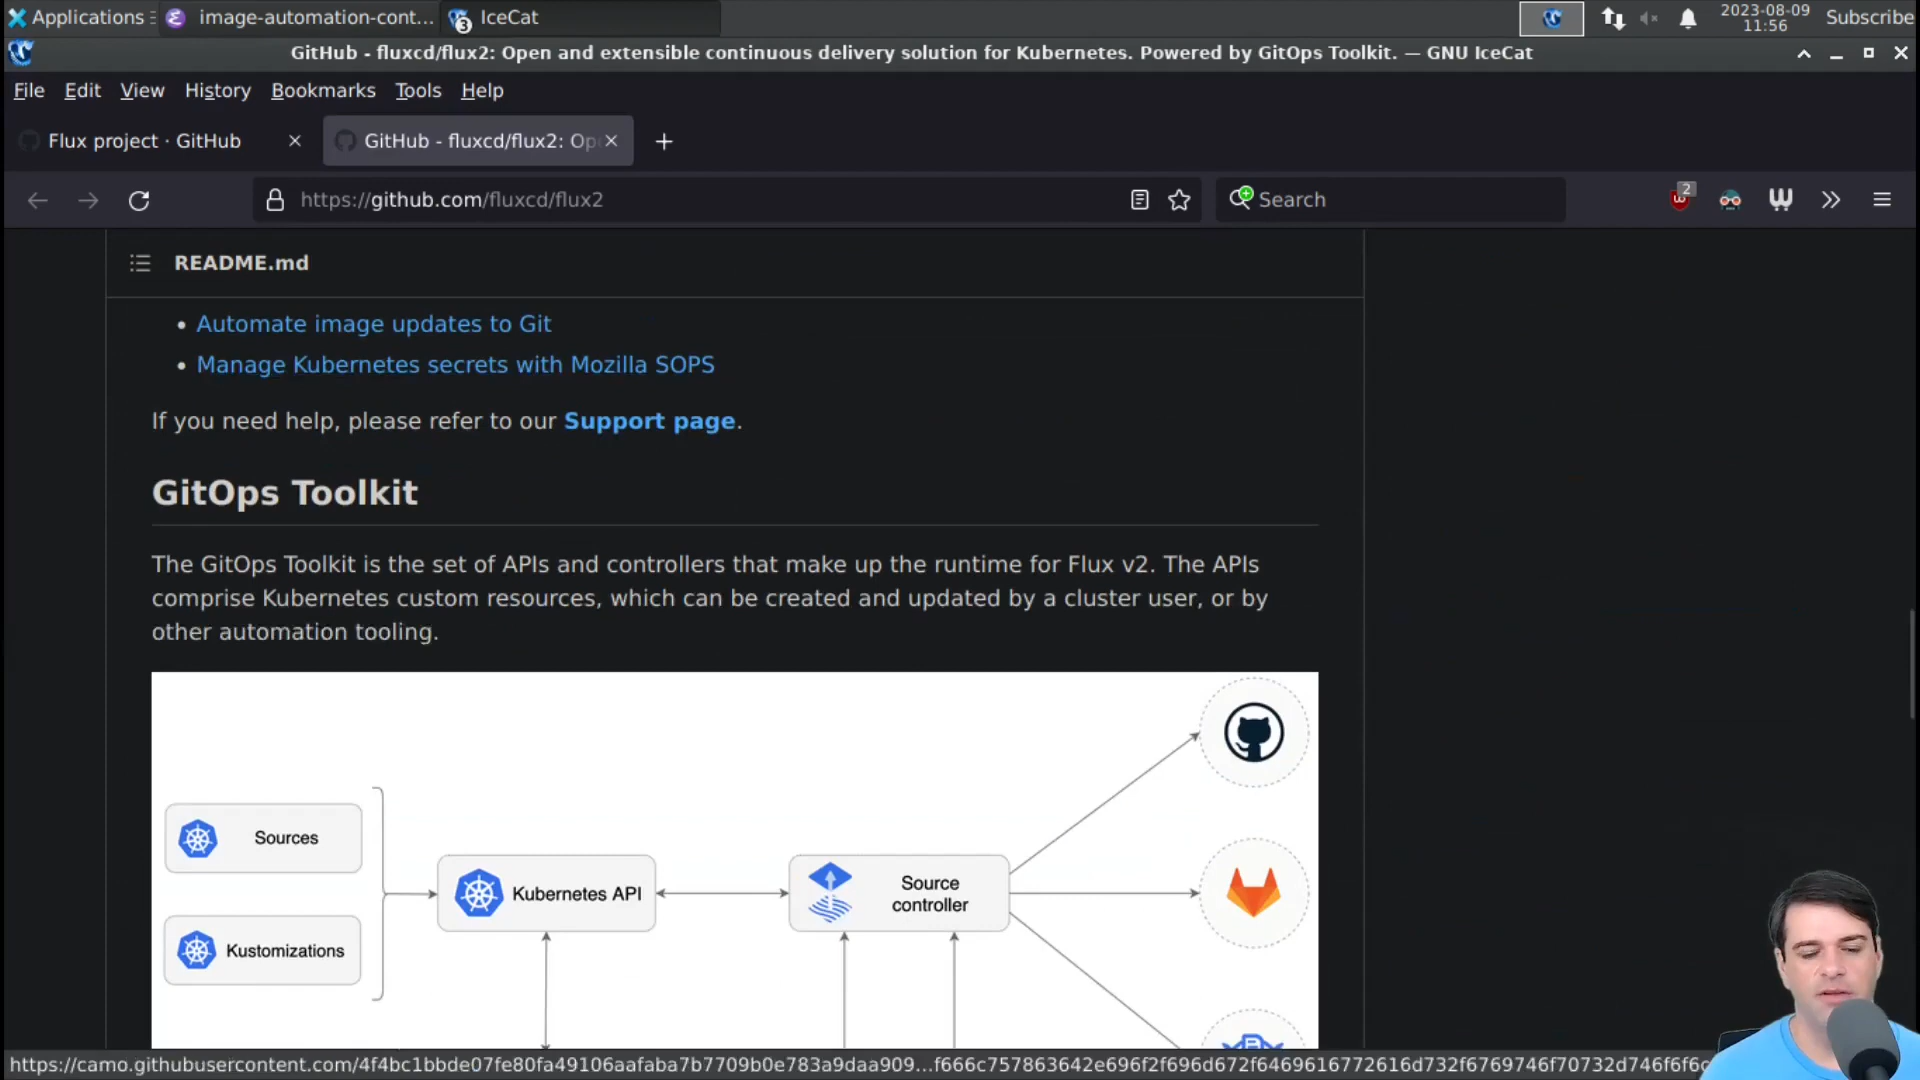 Applications
image-automation-cont...
3
IceCat
2023-08-09
11:56
Subscribe
GitHub - fluxcd/flux2: Open and extensible continuous delivery solution for Kubernetes. Powered by GitOps Toolkit. — GNU IceCat
File Edit View History Bookmarks Tools Help
Flux project · GitHub
GitHub - fluxcd/flux2: Op
https://github.com/fluxcd/flux2
Search
2
README.md
• Automate image updates to Git
• Manage Kubernetes secrets with Mozilla SOPS
If you need help, please refer to our Support page.
GitOps Toolkit
The GitOps Toolkit is the set of APIs and controllers that make up the runtime for Flux v2. The APIs
comprise Kubernetes custom resources, which can be created and updated by a cluster user, or by
other automation tooling.
Sources
Kubernetes API
Source
controller
Kustomizations
https://camo.githubusercontent.com/4f4bc1bbde07fe80fa49106aafaba7b7709b0e783a9daa909...f666c757863642e696f2f696d672f6469616772616d732f6769746f70732d746f6f6